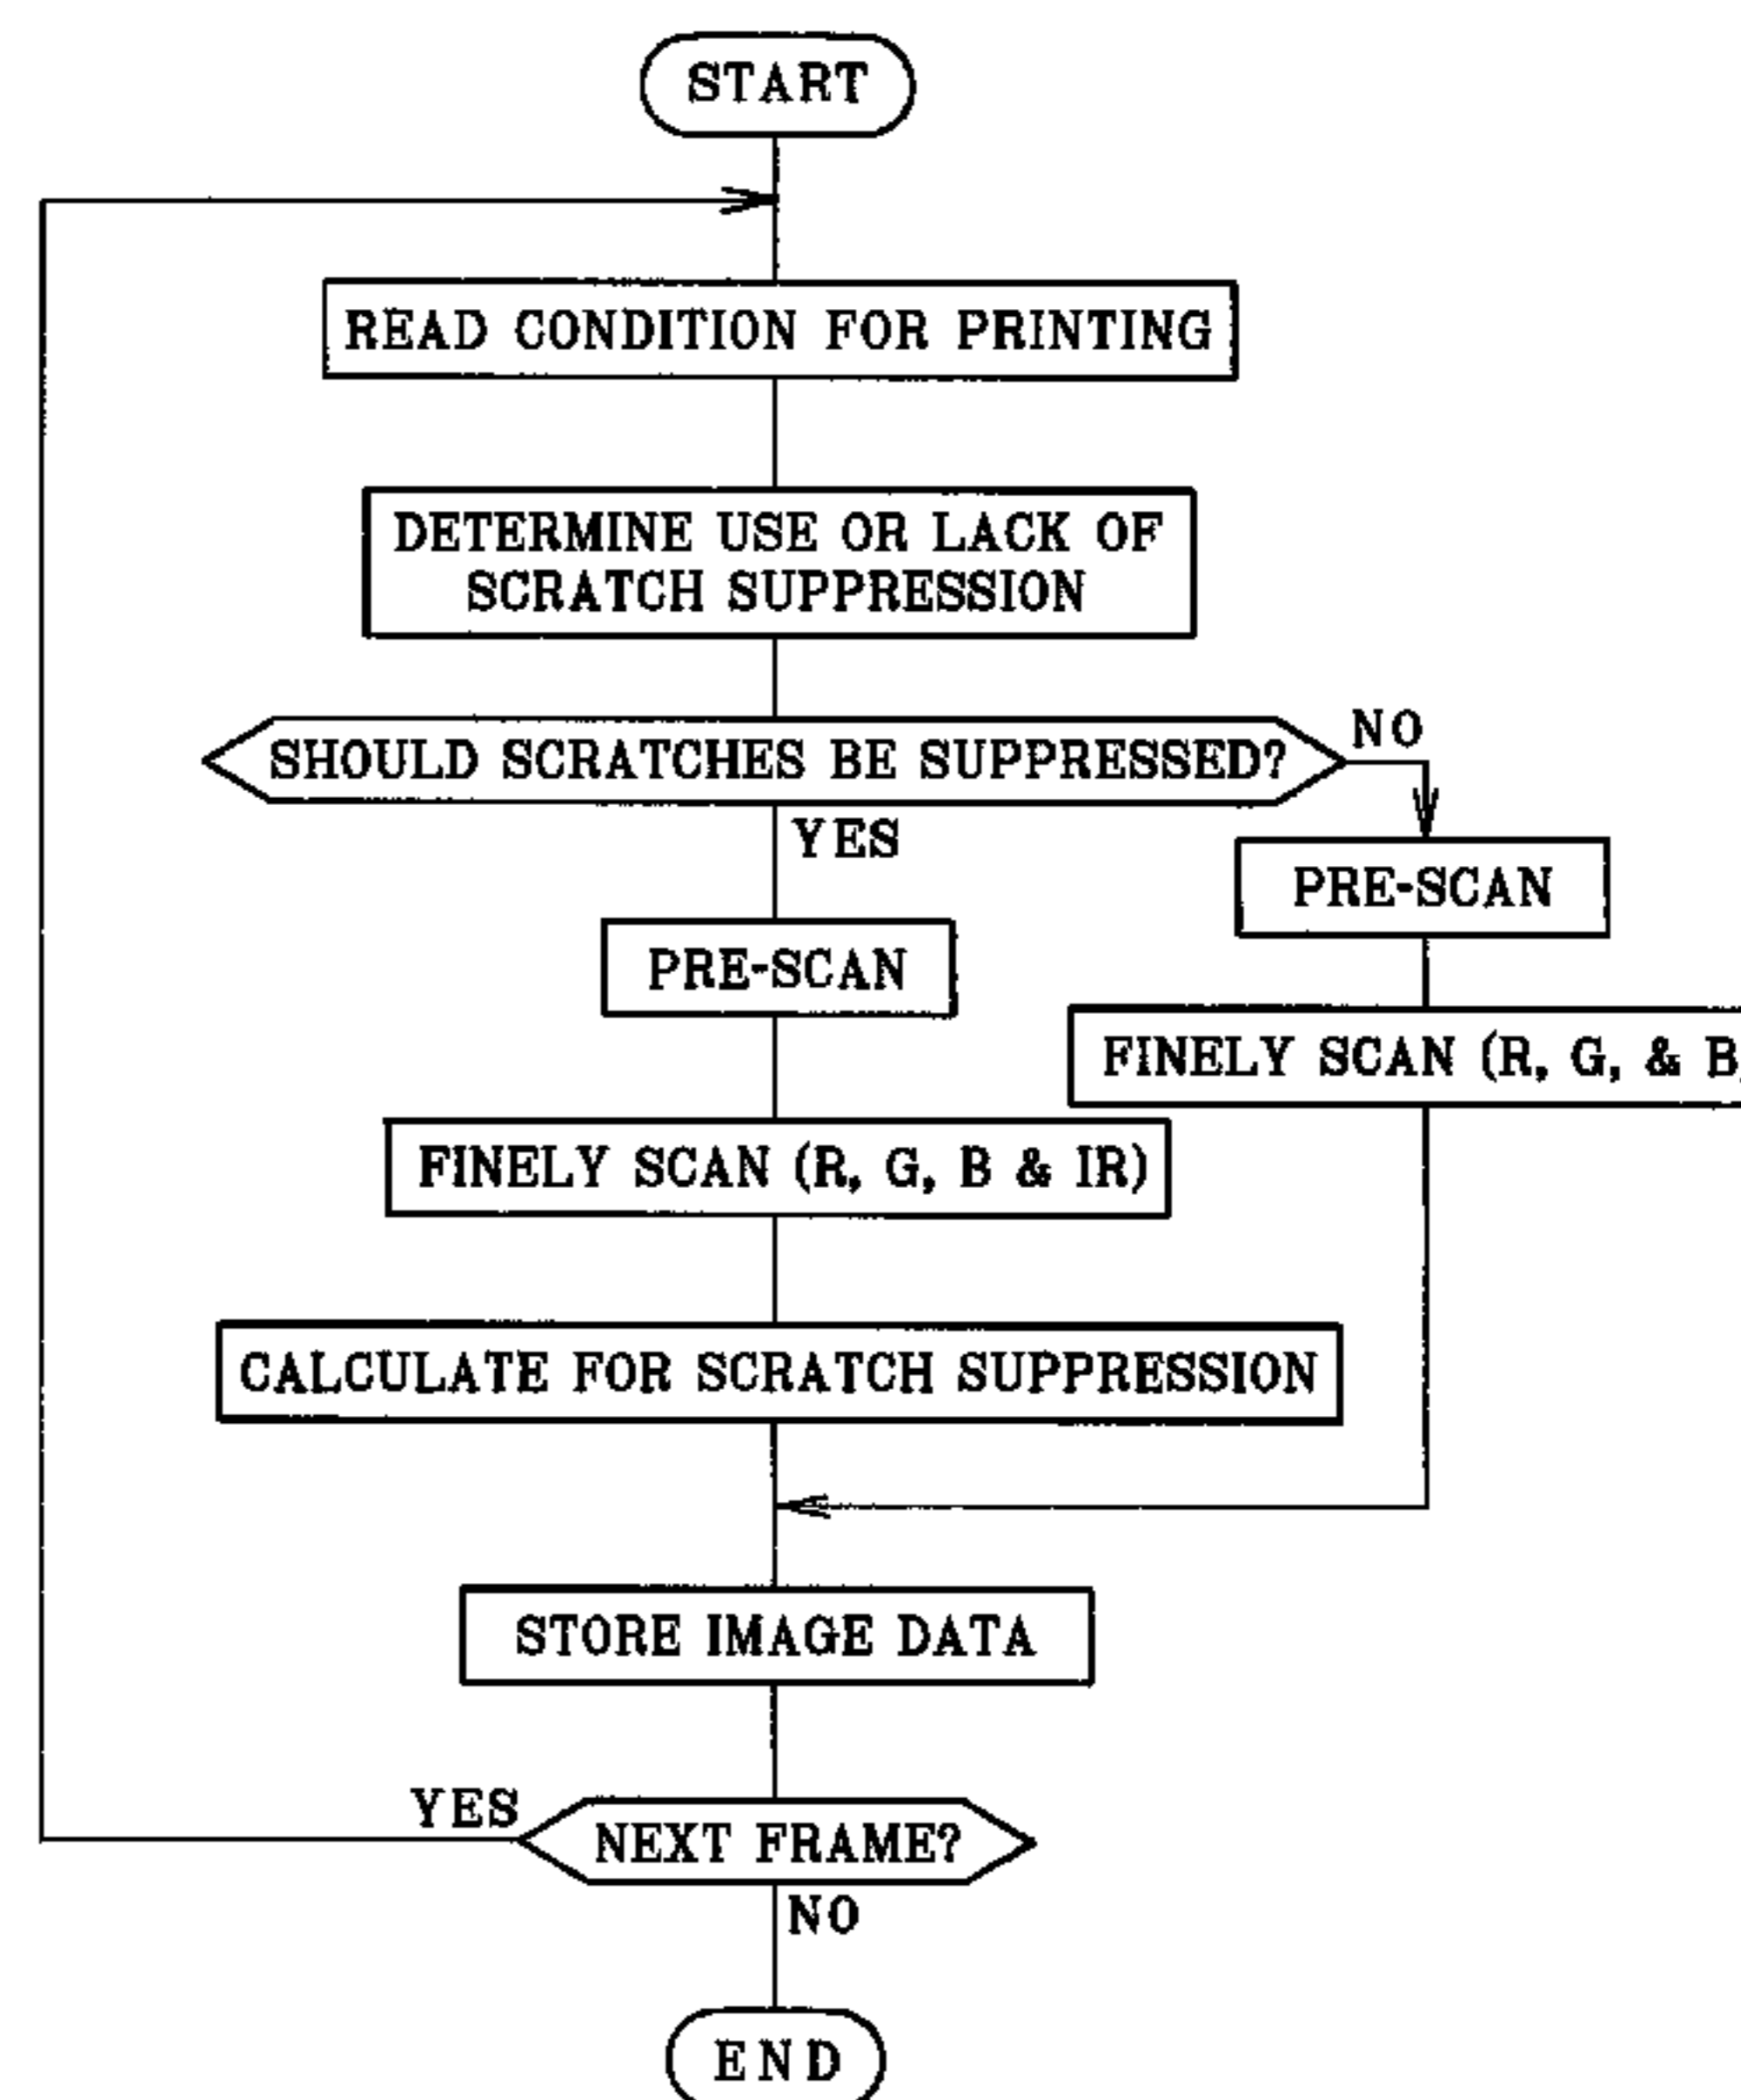 START
READ CONDITION FOR PRINTING
DETERMINE USE OR LACK OF
SCRATCH SUPPRESSION
SHOULD SCRATCHES BE SUPPRESSED?
NO
YES
PRE-SCAN
PRE-SCAN
FINELY SCAN (R, G, & B
FINELY SCAN (R, G, B & IR)
CALCULATE FOR SCRATCH SUPPRESSION
STORE IMAGE DATA
YES
NEXT FRAME?
NO
END